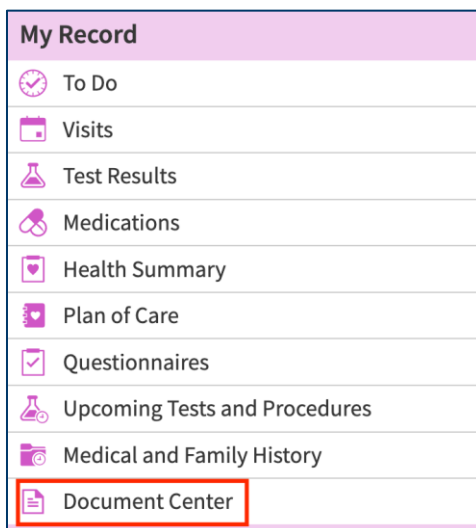 My Record
To Do
Visits
Test Results
Medications
Health Summary
Plan of Care
Questionnaires
Upcoming Tests and Procedures
Medical and Family History
Document Center